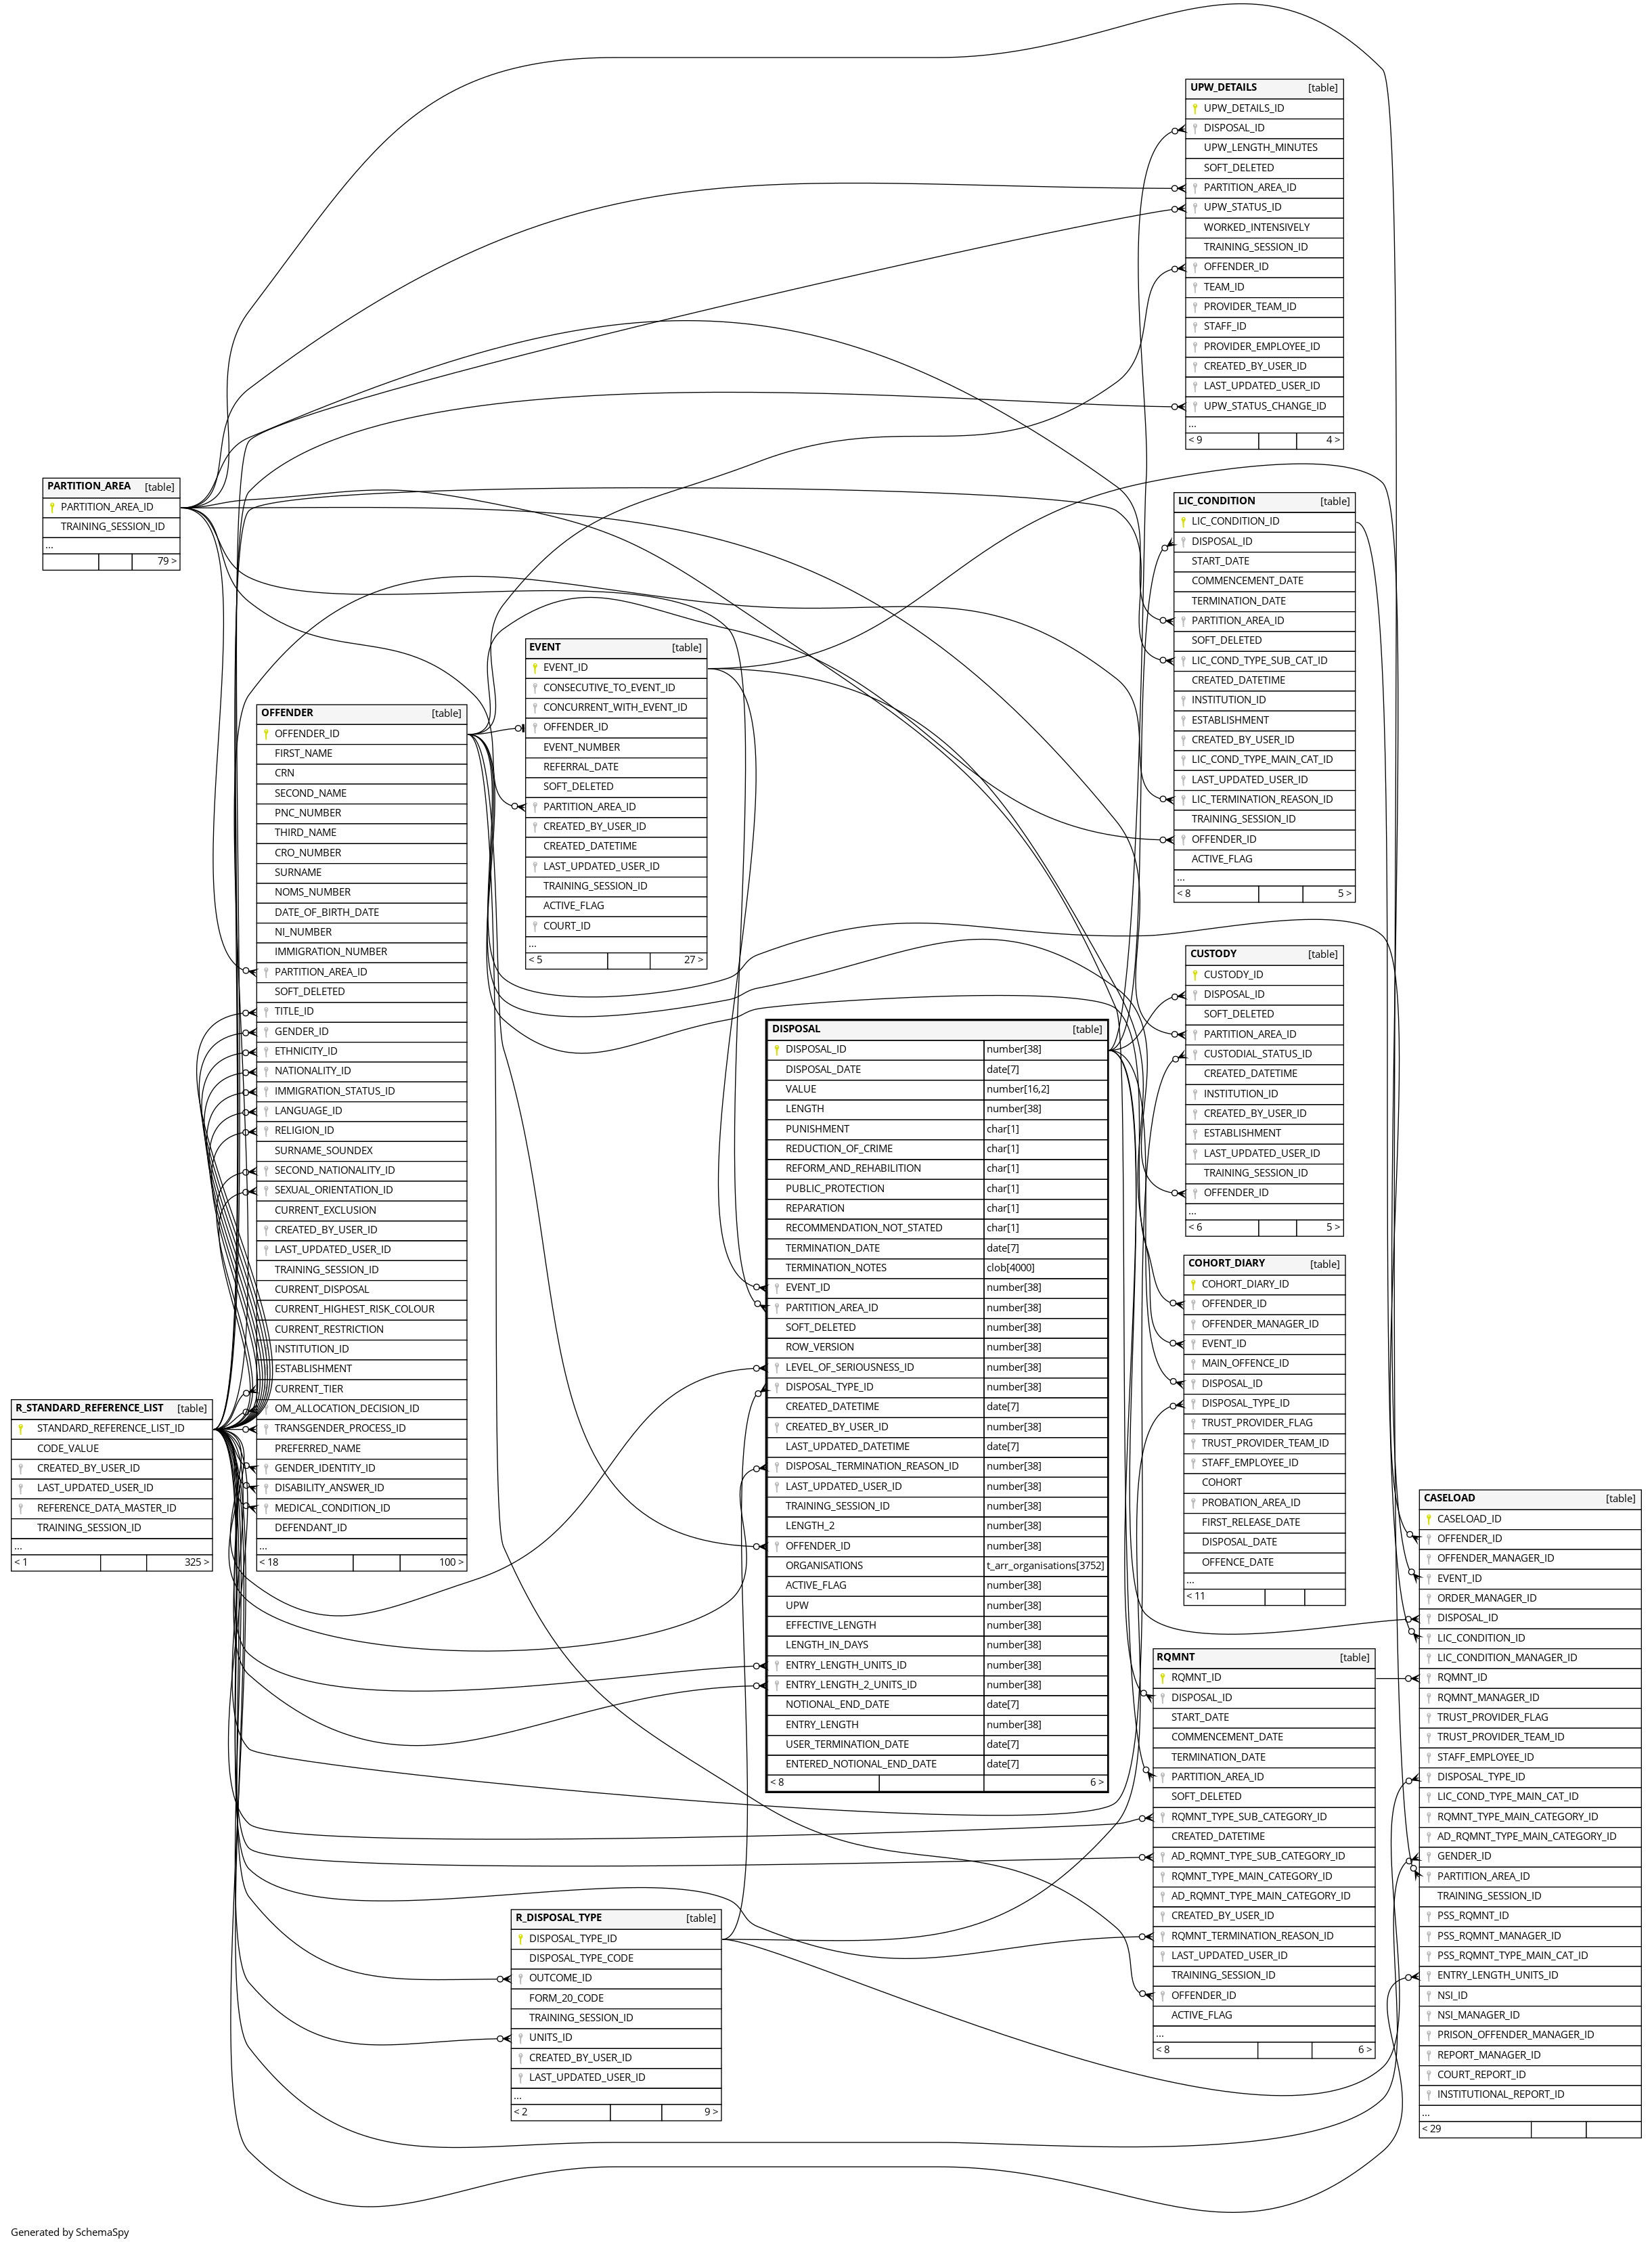 UPW_DETAILS [table]
UPW_DETAILS_ID
DISPOSAL_ID
UPW_LENGTH_MINUTES
SOFT_DELETED
PARTITION_AREA_ID
UPW_STATUS_ID
WORKED_INTENSIVELY
TRAINING_SESSION_ID
OFFENDER_ID
TEAM_ID
PROVIDER_TEAM_ID
STAFF_ID
PROVIDER_EMPLOYEE_ID
CREATED_BY_USER_ID
LAST_UPDATED_USER_ID
UPW_STATUS_CHANGE_ID
...
< 9 4 >
PARTITION_AREA [table]
PARTITION_AREA_ID
TRAINING_SESSION_ID
...
79 >
LIC_CONDITION [table]
LIC_CONDITION_ID
DISPOSAL_ID
START_DATE
COMMENCEMENT_DATE
TERMINATION_DATE
PARTITION_AREA_ID
SOFT_DELETED
LIC_COND_TYPE_SUB_CAT_ID
CREATED_DATETIME
INSTITUTION_ID
ESTABLISHMENT
CREATED_BY_USER_ID
LIC_COND_TYPE_MAIN_CAT_ID
LAST_UPDATED_USER_ID
LIC_TERMINATION_REASON_ID
TRAINING_SESSION_ID
OFFENDER_ID
ACTIVE_FLAG
...
< 8 5 >
EVENT [table]
EVENT_ID
CONSECUTIVE_TO_EVENT_ID
CONCURRENT_WITH_EVENT_ID
OFFENDER_ID
EVENT_NUMBER
REFERRAL_DATE
SOFT_DELETED
PARTITION_AREA_ID
CREATED_BY_USER_ID
CREATED_DATETIME
LAST_UPDATED_USER_ID
TRAINING_SESSION_ID
ACTIVE_FLAG
COURT_ID
...
< 5 27 >
OFFENDER [table]
OFFENDER_ID
FIRST_NAME
CRN
SECOND_NAME
PNC_NUMBER
THIRD_NAME
CRO_NUMBER
SURNAME
NOMS_NUMBER
DATE_OF_BIRTH_DATE
NI_NUMBER
IMMIGRATION_NUMBER
PARTITION_AREA_ID
SOFT_DELETED
TITLE_ID
GENDER_ID
ETHNICITY_ID
NATIONALITY_ID
IMMIGRATION_STATUS_ID
LANGUAGE_ID
RELIGION_ID
SURNAME_SOUNDEX
SECOND_NATIONALITY_ID
SEXUAL_ORIENTATION_ID
CURRENT_EXCLUSION
CREATED_BY_USER_ID
LAST_UPDATED_USER_ID
TRAINING_SESSION_ID
CURRENT_DISPOSAL
CURRENT_HIGHEST_RISK_COLOUR
CURRENT_RESTRICTION
INSTITUTION_ID
ESTABLISHMENT
CURRENT_TIER
OM_ALLOCATION_DECISION_ID
TRANSGENDER_PROCESS_ID
PREFERRED_NAME
GENDER_IDENTITY_ID
DISABILITY_ANSWER_ID
MEDICAL_CONDITION_ID
DEFENDANT_ID
...
< 18 100 >
CUSTODY [table]
CUSTODY_ID
DISPOSAL_ID
SOFT_DELETED
PARTITION_AREA_ID
CUSTODIAL_STATUS_ID
CREATED_DATETIME
INSTITUTION_ID
CREATED_BY_USER_ID
ESTABLISHMENT
LAST_UPDATED_USER_ID
TRAINING_SESSION_ID
OFFENDER_ID
...
< 6 5 >
DISPOSAL [table]
DISPOSAL_ID number[38]
DISPOSAL_DATE date[7]
VALUE number[16,2]
LENGTH number[38]
PUNISHMENT char[1]
REDUCTION_OF_CRIME char[1]
REFORM_AND_REHABILITION char[1]
PUBLIC_PROTECTION char[1]
REPARATION char[1]
RECOMMENDATION_NOT_STATED char[1]
TERMINATION_DATE date[7]
TERMINATION_NOTES clob[4000]
EVENT_ID number[38]
PARTITION_AREA_ID number[38]
SOFT_DELETED number[38]
ROW_VERSION number[38]
LEVEL_OF_SERIOUSNESS_ID number[38]
DISPOSAL_TYPE_ID number[38]
CREATED_DATETIME date[7]
CREATED_BY_USER_ID number[38]
LAST_UPDATED_DATETIME date[7]
DISPOSAL_TERMINATION_REASON_ID number[38]
LAST_UPDATED_USER_ID number[38]
TRAINING_SESSION_ID number[38]
LENGTH_2 number[38]
OFFENDER_ID number[38]
ORGANISATIONS t_arr_organisations[3752]
ACTIVE_FLAG number[38]
UPW number[38]
EFFECTIVE_LENGTH number[38]
LENGTH_IN_DAYS number[38]
ENTRY_LENGTH_UNITS_ID number[38]
ENTRY_LENGTH_2_UNITS_ID number[38]
NOTIONAL_END_DATE date[7]
ENTRY_LENGTH number[38]
USER_TERMINATION_DATE date[7]
ENTERED_NOTIONAL_END_DATE date[7]
< 8 6 >
COHORT_DIARY [table]
COHORT_DIARY_ID
OFFENDER_ID
OFFENDER_MANAGER_ID
EVENT_ID
MAIN_OFFENCE_ID
DISPOSAL_ID
DISPOSAL_TYPE_ID
TRUST_PROVIDER_FLAG
TRUST_PROVIDER_TEAM_ID
STAFF_EMPLOYEE_ID
COHORT
PROBATION_AREA_ID
FIRST_RELEASE_DATE
DISPOSAL_DATE
OFFENCE_DATE
...
< 11
R_STANDARD_REFERENCE_LIST [table]
STANDARD_REFERENCE_LIST_ID
CODE_VALUE
CREATED_BY_USER_ID
LAST_UPDATED_USER_ID
REFERENCE_DATA_MASTER_ID
TRAINING_SESSION_ID
...
< 1 325 >
CASELOAD [table]
CASELOAD_ID
OFFENDER_ID
OFFENDER_MANAGER_ID
EVENT_ID
ORDER_MANAGER_ID
DISPOSAL_ID
LIC_CONDITION_ID
LIC_CONDITION_MANAGER_ID
RQMNT_ID
RQMNT_MANAGER_ID
TRUST_PROVIDER_FLAG
TRUST_PROVIDER_TEAM_ID
STAFF_EMPLOYEE_ID
DISPOSAL_TYPE_ID
LIC_COND_TYPE_MAIN_CAT_ID
RQMNT_TYPE_MAIN_CATEGORY_ID
AD_RQMNT_TYPE_MAIN_CATEGORY_ID
GENDER_ID
PARTITION_AREA_ID
TRAINING_SESSION_ID
PSS_RQMNT_ID
PSS_RQMNT_MANAGER_ID
PSS_RQMNT_TYPE_MAIN_CAT_ID
ENTRY_LENGTH_UNITS_ID
NSI_ID
NSI_MANAGER_ID
PRISON_OFFENDER_MANAGER_ID
REPORT_MANAGER_ID
COURT_REPORT_ID
INSTITUTIONAL_REPORT_ID
...
< 29
RQMNT [table]
RQMNT_ID
DISPOSAL_ID
START_DATE
COMMENCEMENT_DATE
TERMINATION_DATE
PARTITION_AREA_ID
SOFT_DELETED
RQMNT_TYPE_SUB_CATEGORY_ID
CREATED_DATETIME
AD_RQMNT_TYPE_SUB_CATEGORY_ID
RQMNT_TYPE_MAIN_CATEGORY_ID
AD_RQMNT_TYPE_MAIN_CATEGORY_ID
CREATED_BY_USER_ID
RQMNT_TERMINATION_REASON_ID
LAST_UPDATED_USER_ID
TRAINING_SESSION_ID
OFFENDER_ID
ACTIVE_FLAG
...
< 8 6 >
R_DISPOSAL_TYPE [table]
DISPOSAL_TYPE_ID
DISPOSAL_TYPE_CODE
OUTCOME_ID
FORM_20_CODE
TRAINING_SESSION_ID
UNITS_ID
CREATED_BY_USER_ID
LAST_UPDATED_USER_ID
...
< 2 9 >
Generated by SchemaSpy